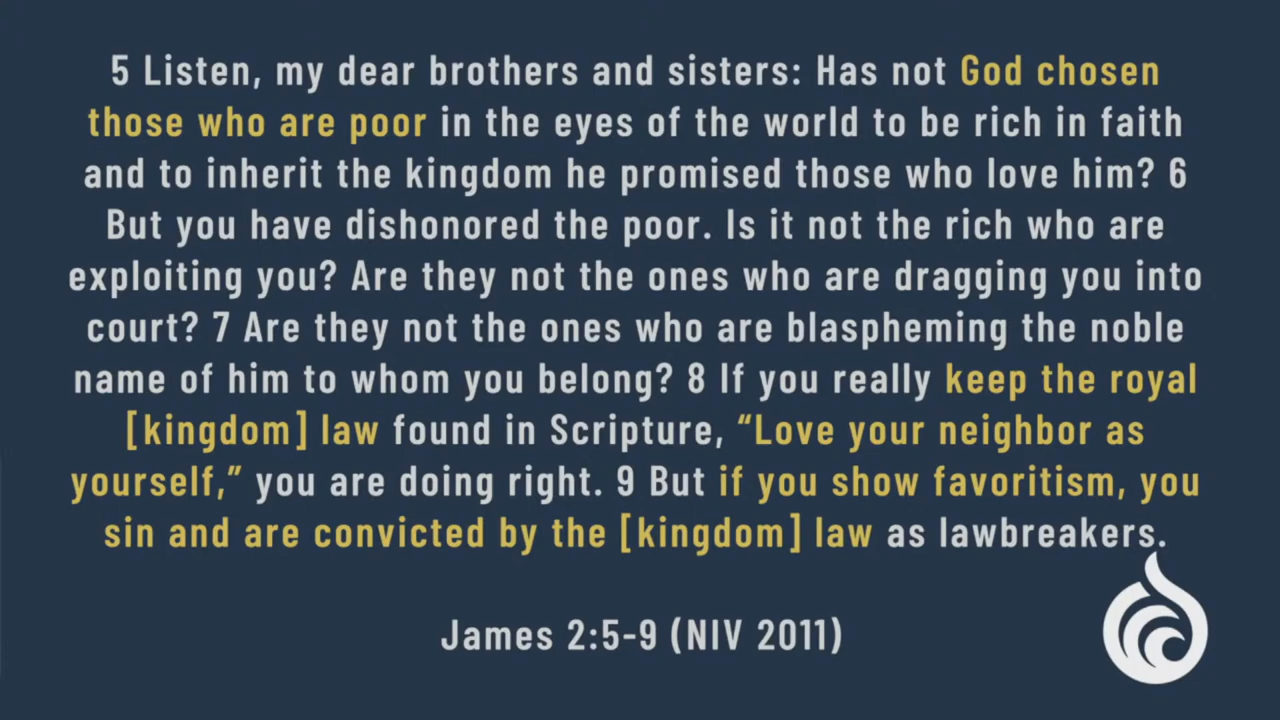 5 Listen, my dear brothers and sisters: Has not God chosen
those who are poor in the eyes of the world to be rich in faith
and to inherit the kingdom he promised those who love him? 6
But you have dishonored the poor. Is it not the rich who are
exploiting you? Are they not the ones who are dragging you into
court? 7 Are they not the ones who are blaspheming the noble
name of him to whom you belong? 8 If you really keep the royal
[kingdom] law found in Scripture, “Love your neighbor as
yourself,” you are doing right. 9 But if you show favoritism, you
sin and are convicted by the [kingdom] law as lawbreakers.
James 2:5-9 (NIV 2011)